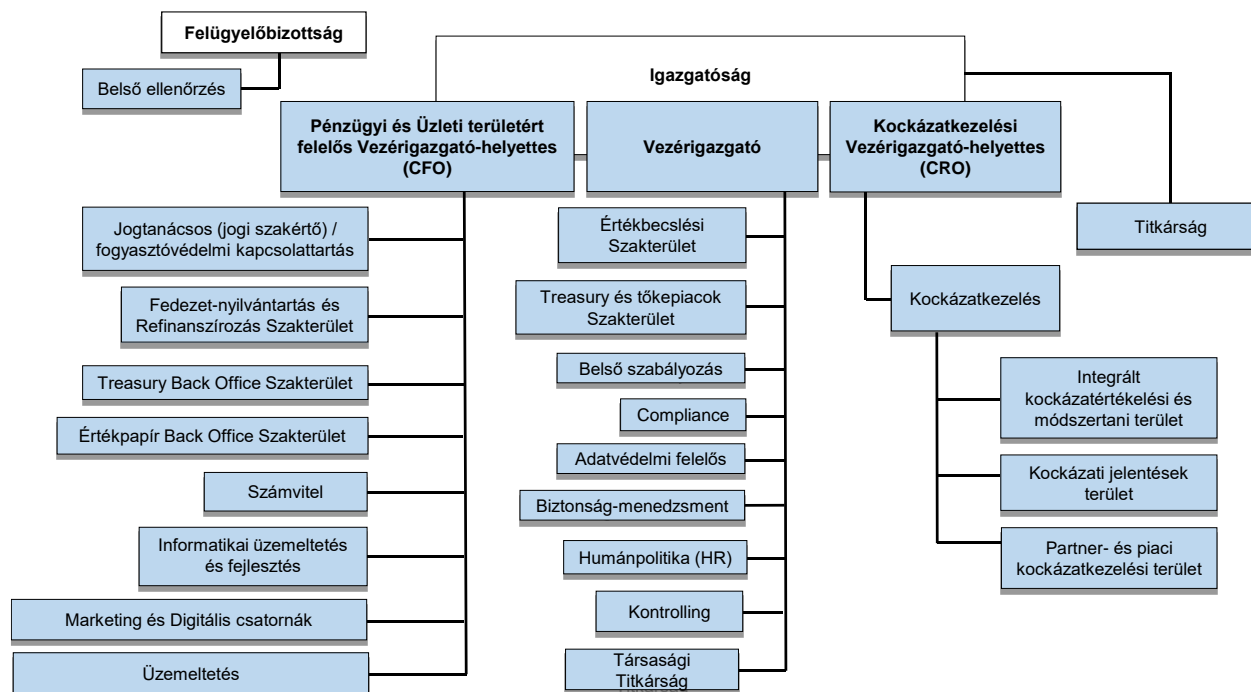 Felügyelőbizottság
Belső ellenőrzés
Igazgatóság
Pénzügyi és Üzleti területért
felelős Vezérigazgató-helyettes
(CFO)
Vezérigazgató
Kockázatkezelési
Vezérigazgató-helyettes
(CRO)
Titkárság
Jogtanácsos (jogi szakértő) /
fogyasztóvédelmi kapcsolattartás
Fedezet-nyilvántartás és
Refinanszírozás Szakterület
Treasury Back Office Szakterület
Értékpapír Back Office Szakterület
Számvitel
Informatikai üzemeltetés
és fejlesztés
Marketing és Digitális csatornák
Üzemeltetés
Értékbecslési
Szakterület
Treasury és tőkepiacok
Szakterület
Belső szabályozás
Compliance
Adatvédelmi felelős
Biztonság-menedzsment
Humánpolitika (HR)
Kontrolling
Társasági
Titkárság
Kockázatkezelés
Integrált
kockázatértékelési és
módszertani terület
Kockázati jelentések
terület
Partner- és piaci
kockázatkezelési terület